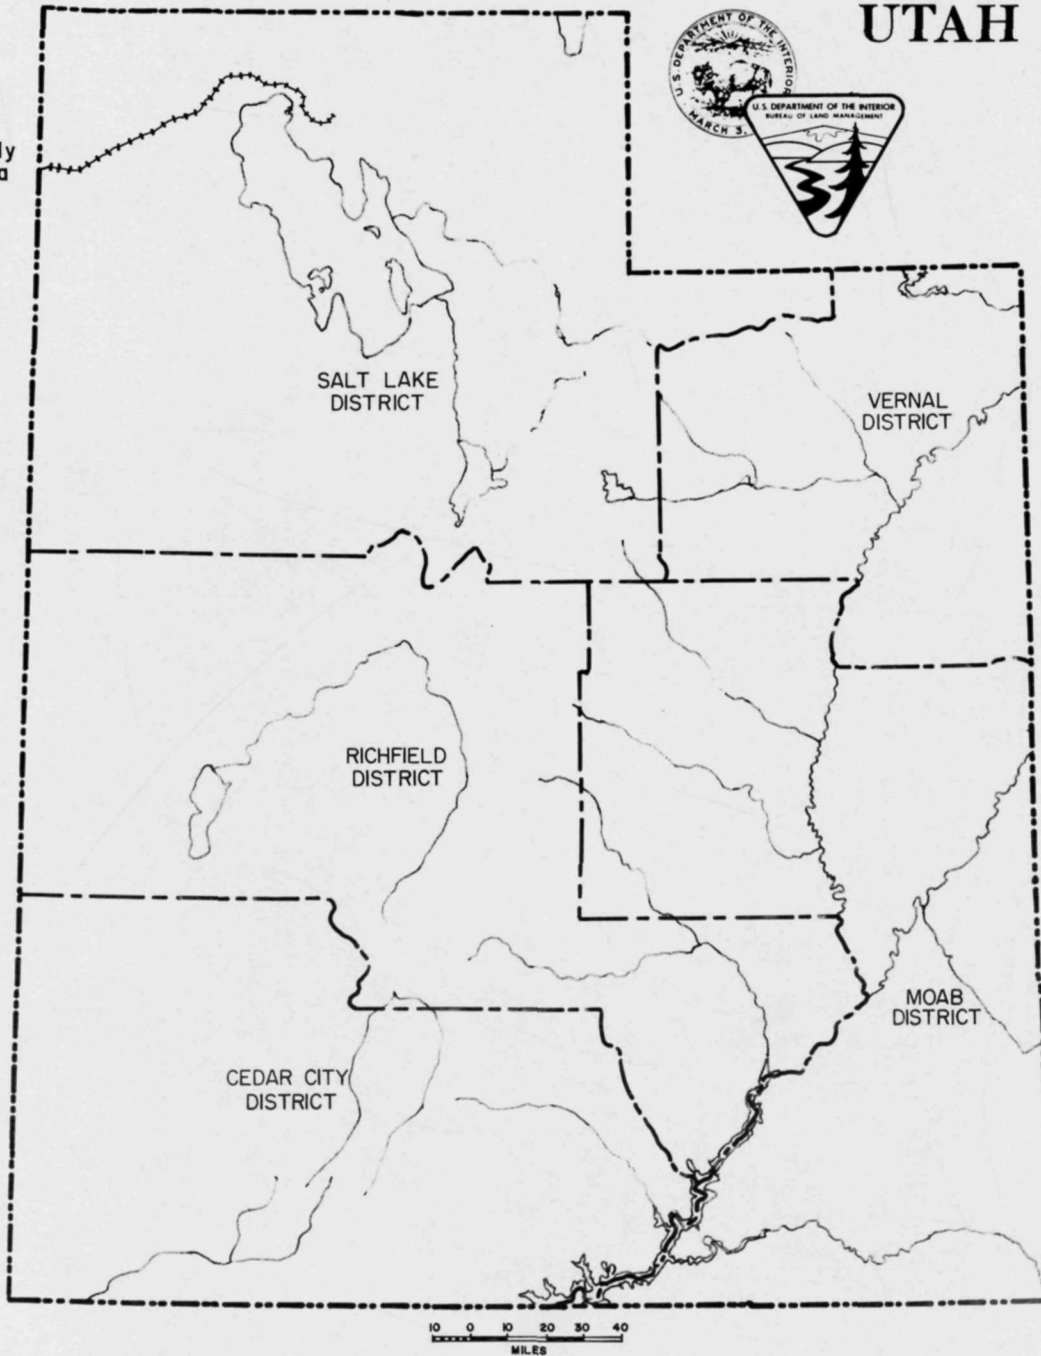 UTAH
U.S. DEPARTMENT OF THE INTERIOR
MARCH 3,
U.S. DEPARTMENT OF THE INTERIOR
BUREAU OF LAND MANAGEMENT
ly
a
SALT LAKE
DISTRICT
VERNAL
DISTRICT
RICHFIELD
DISTRICT
MOAB
DISTRICT
CEDAR CITY
DISTRICT
10 0 10 20 30 40
MILES